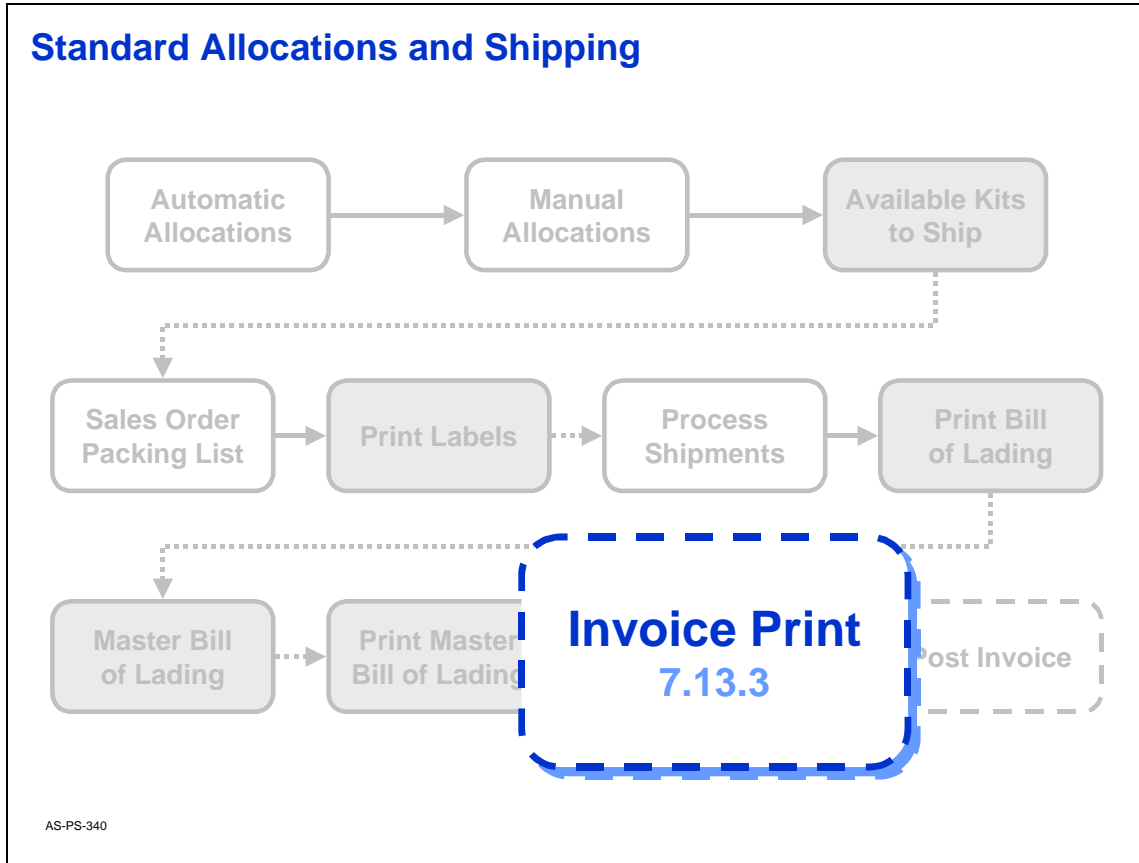 Standard Allocations and Shipping
Automatic
Allocations
Manual
Allocations
Available Kits
to Ship
Sales Order
Packing List
Print Labels
Process
Shipments
Print Bill
of Lading
Master Bill
of Lading
Print Master
Bill of Lading
Invoice Print
7.13.3
Post Invoice
AS-PS-340